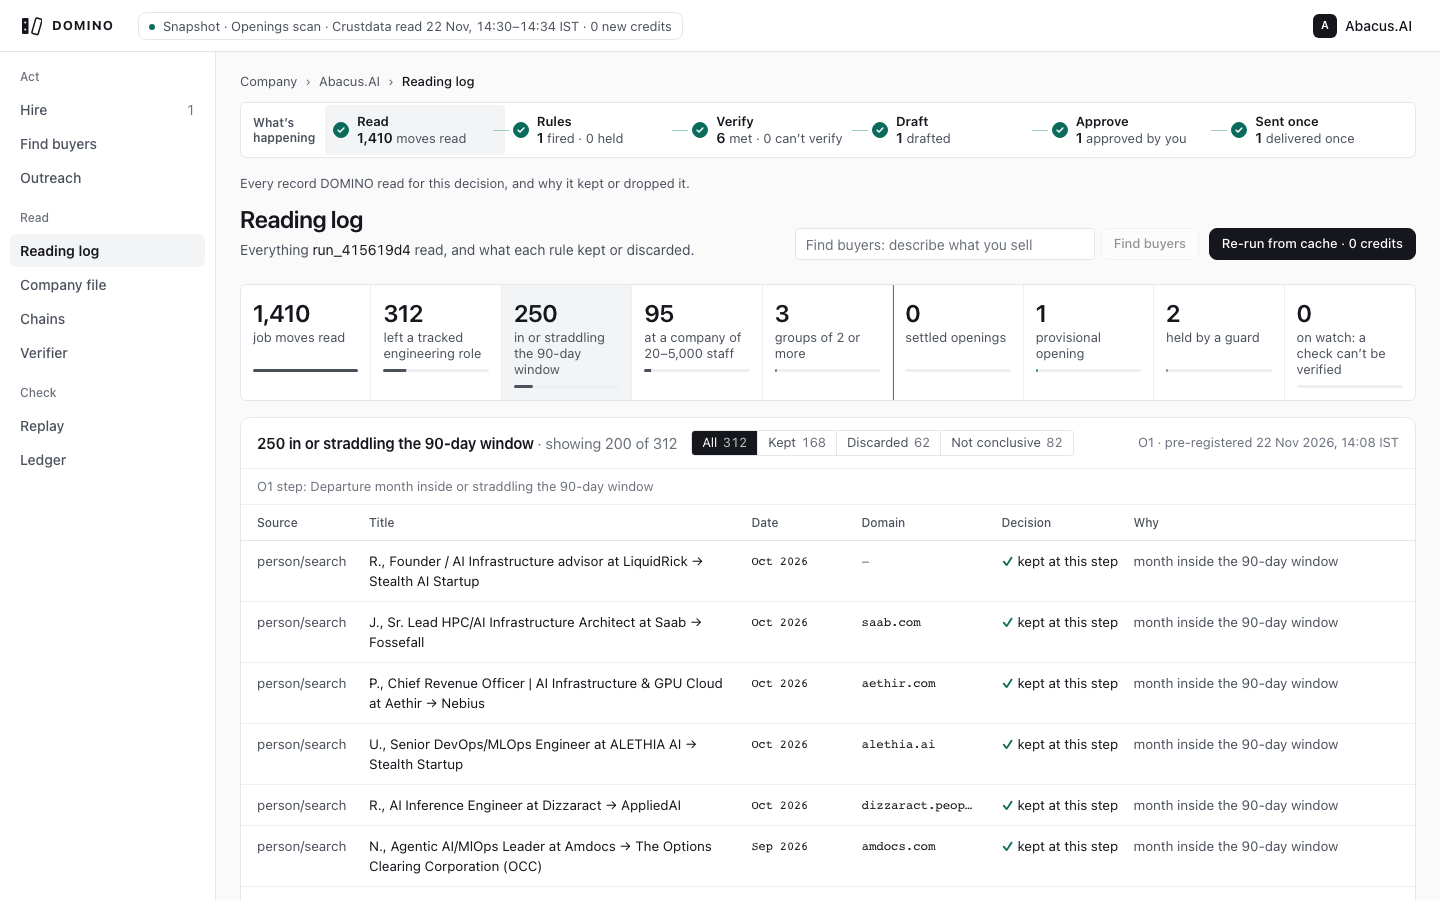 DOMINO
Snapshot · Openings scan · Crustdata read 22 Nov, 14:30–14:34 IST · 0 new credits
A Abacus.AI
Act
Hire 1
Find buyers
Outreach
Read
Reading log
Company file
Chains
Verifier
Check
Replay
Ledger
Company › Abacus.AI › Reading log
What's happening
Read
1,410 moves read
Rules
1 fired · 0 held
Verify
6 met · 0 can't verify
Draft
1 drafted
Approve
1 approved by you
Sent once
1 delivered once
Every record DOMINO read for this decision, and why it kept or dropped it.
Reading log
Everything run_415619d4 read, and what each rule kept or discarded.
Find buyers: describe what you sell
Find buyers
Re-run from cache · 0 credits
1,410
job moves read
312
left a tracked
engineering role
250
in or straddling
the 90-day
window
95
at a company of
20–5,000 staff
3
groups of 2 or
more
0
settled openings
1
provisional
opening
2
held by a guard
0
on watch: a
check can't be
verified
250 in or straddling the 90-day window · showing 200 of 312
All 312
Kept 168
Discarded 62
Not conclusive 82
O1 · pre-registered 22 Nov 2026, 14:08 IST
O1 step: Departure month inside or straddling the 90-day window
Source Title Date Domain Decision Why
person/search R., Founder / AI Infrastructure advisor at LiquidRick → Oct 2026 – ✓ kept at this step month inside the 90-day window
Stealth AI Startup
person/search J., Sr. Lead HPC/AI Infrastructure Architect at Saab → Oct 2026 saab.com ✓ kept at this step month inside the 90-day window
Fossefall
person/search P., Chief Revenue Officer | AI Infrastructure & GPU Cloud Oct 2026 aethir.com ✓ kept at this step month inside the 90-day window
at Aethir → Nebius
person/search U., Senior DevOps/MLOps Engineer at ALETHIA AI → Oct 2026 alethia.ai ✓ kept at this step month inside the 90-day window
Stealth Startup
person/search R., AI Inference Engineer at Dizzaract → AppliedAI Oct 2026 dizzaract.peop… ✓ kept at this step month inside the 90-day window
person/search N., Agentic AI/MlOps Leader at Amdocs → The Options Sep 2026 amdocs.com ✓ kept at this step month inside the 90-day window
Clearing Corporation (OCC)